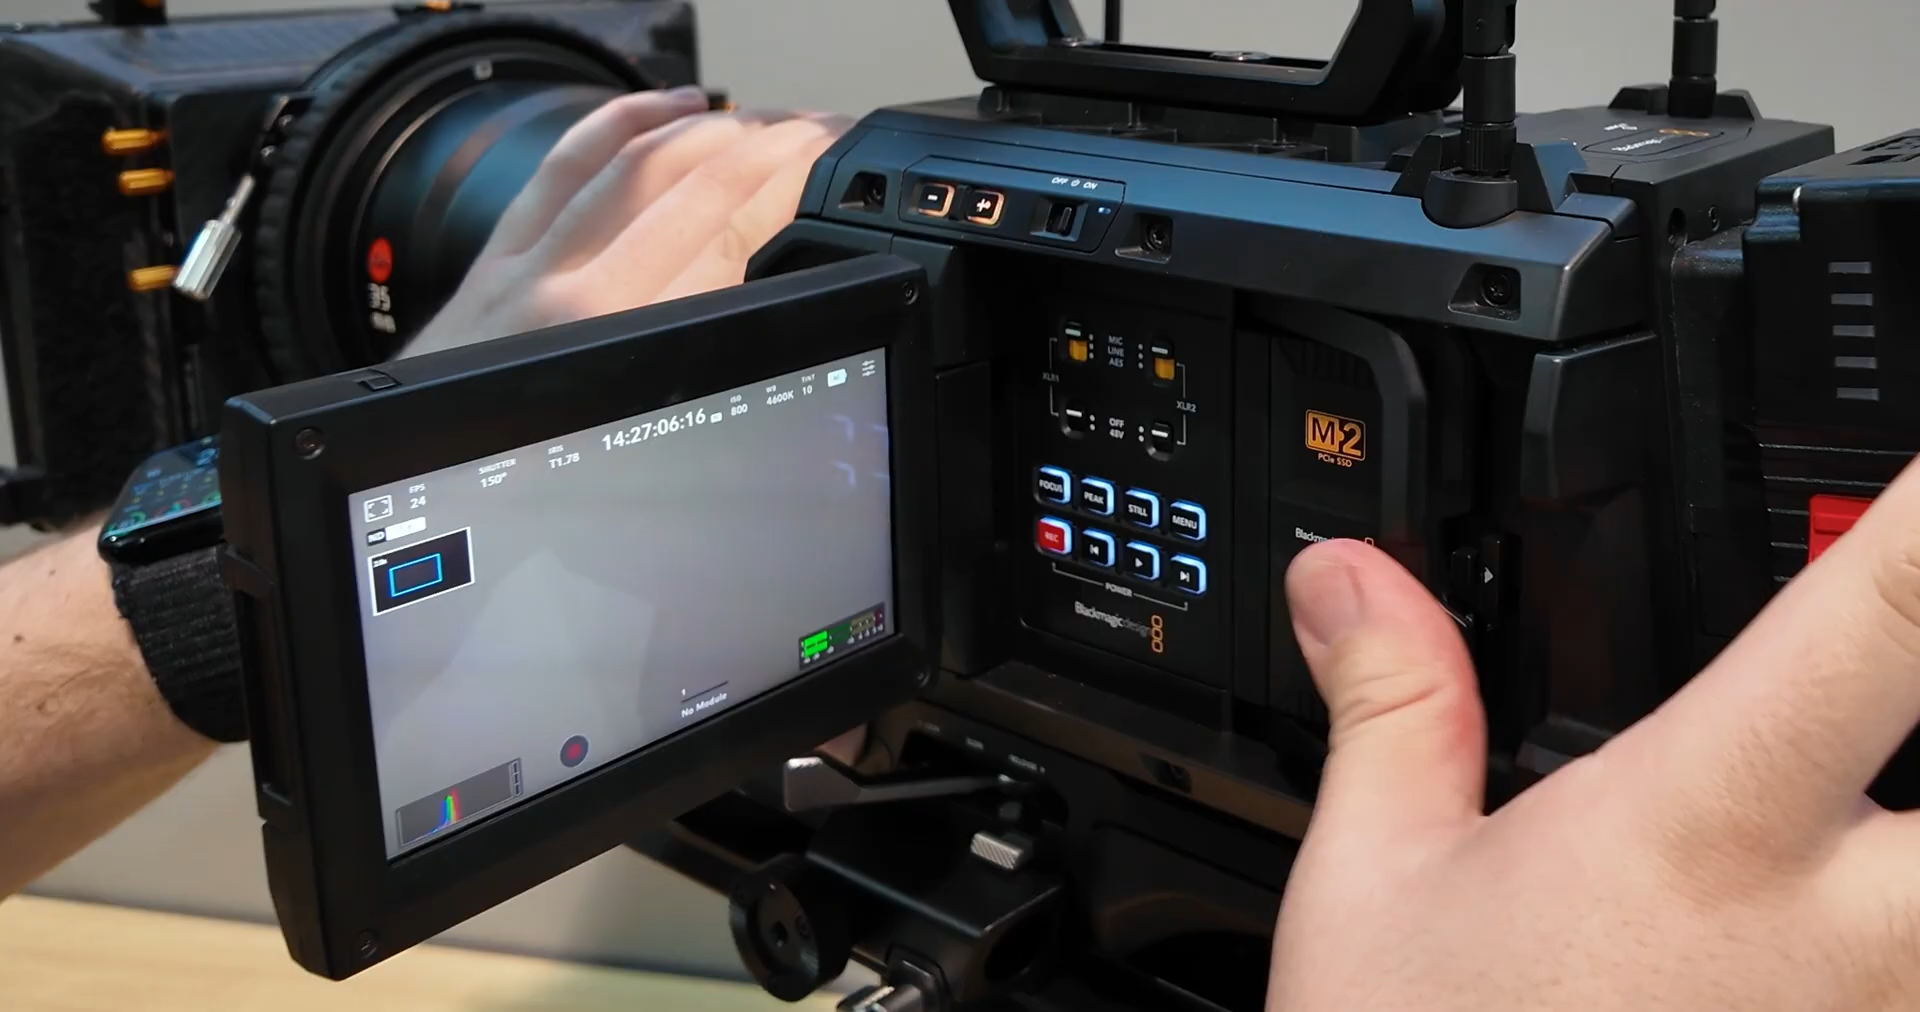 OFF ON
35
MIC
LINE
AES
XLR1
XLR2
OFF
48V
M.2
PCIe SSD
FOCUS
PEAK
STILL
MENU
REC
POWER
Blackmagicdesign
FPS
24
SHUTTER
150°
IRIS
T1.78
14:27:06:16
ISO
800
WB
4600K
TINT
10
ND
1
No Module